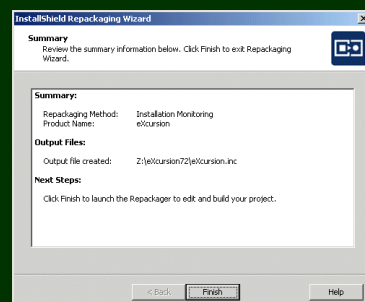 InstallShield Repackaging Wizard
Summary
Review the summary information below. Click Finish to exit Repackaging
Wizard.
Summary:
Repackaging Method: Installation Monitoring
Product Name: eXcursion
Output Files:
Output file created: Z:\eXcursion72\eXcursion.inc
Next Steps:
Click Finish to launch the Repackager to edit and build your project.
< Back Finish Help